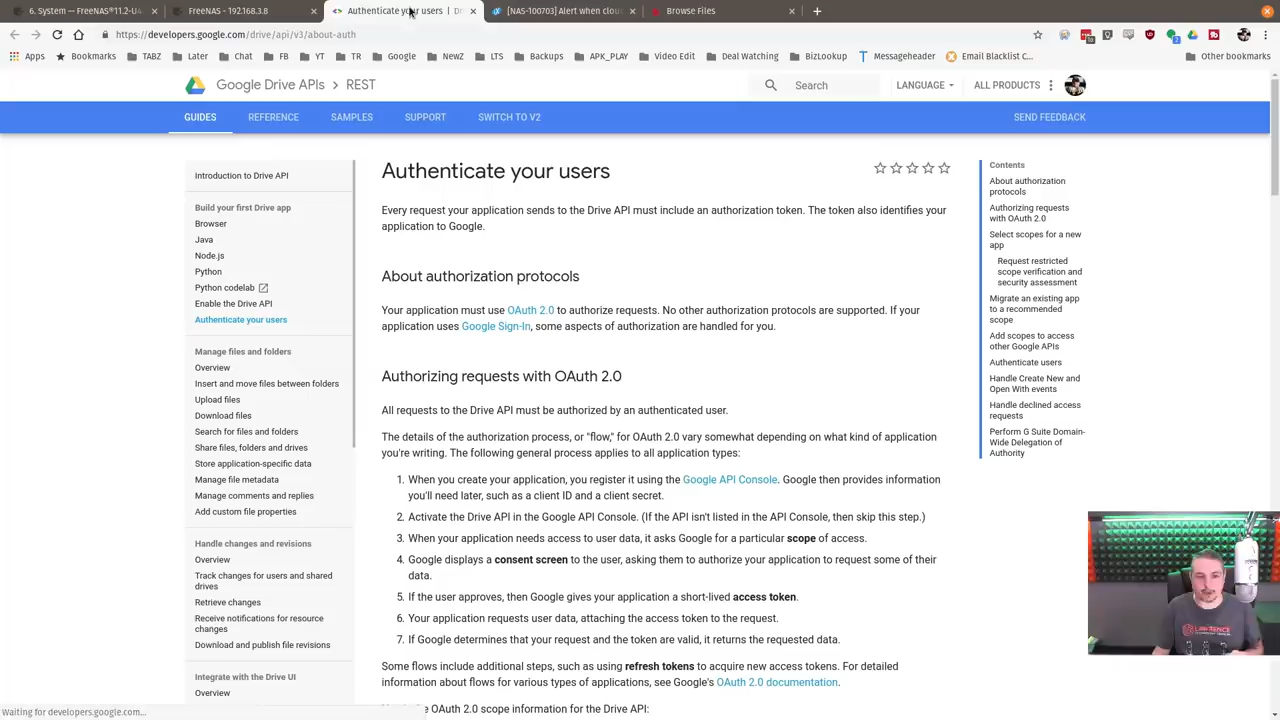 6. System — FreeNAS®11.2-U4
FreeNAS - 192.168.3.8
Authenticate your users | Dri
[NAS-100703] Alert when clou
Browse Files
https://developers.google.com/drive/api/v3/about-auth
Apps
Bookmarks
TABZ
Later
Chat
FB
YT
TR
Google
NewZ
LTS
Backups
APK_PLAY
Video Edit
Deal Watching
BizLookup
Messageheader
Email Blacklist C...
Other bookmarks
Google Drive APIs > REST
Search
LANGUAGE
ALL PRODUCTS
GUIDES
REFERENCE
SAMPLES
SUPPORT
SWITCH TO V2
SEND FEEDBACK
Introduction to Drive API
Build your first Drive app
Browser
Java
Node.js
Python
Python codelab
Enable the Drive API
Authenticate your users
Manage files and folders
Overview
Insert and move files between folders
Upload files
Download files
Search for files and folders
Share files, folders and drives
Store application-specific data
Manage file metadata
Manage comments and replies
Add custom file properties
Handle changes and revisions
Overview
Track changes for users and shared
drives
Retrieve changes
Receive notifications for resource
changes
Download and publish file revisions
Integrate with the Drive UI
Overview
Authenticate your users
Every request your application sends to the Drive API must include an authorization token. The token also identifies your
application to Google.
About authorization protocols
Your application must use OAuth 2.0 to authorize requests. No other authorization protocols are supported. If your
application uses Google Sign-In, some aspects of authorization are handled for you.
Authorizing requests with OAuth 2.0
All requests to the Drive API must be authorized by an authenticated user.
The details of the authorization process, or "flow," for OAuth 2.0 vary somewhat depending on what kind of application
you're writing. The following general process applies to all application types:
1. When you create your application, you register it using the Google API Console. Google then provides information
you'll need later, such as a client ID and a client secret.
2. Activate the Drive API in the Google API Console. (If the API isn't listed in the API Console, then skip this step.)
3. When your application needs access to user data, it asks Google for a particular scope of access.
4. Google displays a consent screen to the user, asking them to authorize your application to request some of their
data.
5. If the user approves, then Google gives your application a short-lived access token.
6. Your application requests user data, attaching the access token to the request.
7. If Google determines that your request and the token are valid, it returns the requested data.
Some flows include additional steps, such as using refresh tokens to acquire new access tokens. For detailed
information about flows for various types of applications, see Google's OAuth 2.0 documentation.
OAuth 2.0 scope information for the Drive API:
Contents
About authorization
protocols
Authorizing requests
with OAuth 2.0
Select scopes for a new
app
Request restricted
scope verification and
security assessment
Migrate an existing app
to a recommended
scope
Add scopes to access
other Google APIs
Authenticate users
Handle Create New and
Open With events
Handle declined access
requests
Perform G Suite Domain-
Wide Delegation of
Authority
LAWRENCE
Waiting for developers.google.com...